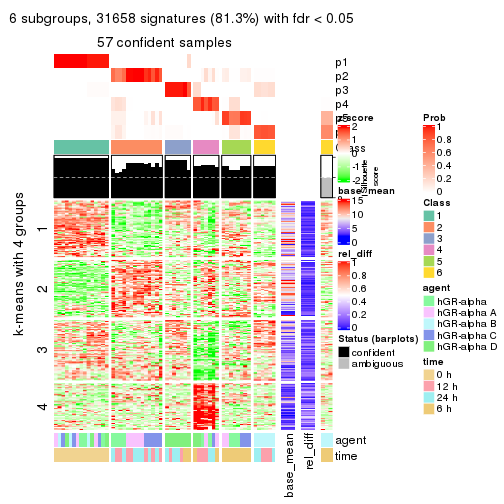 6 subgroups, 31658 signatures (81.3%) with fdr < 0.05
57 confident samples
p1
p2
p3
p4
p6
k-means with 4 groups
1
2
3
4
z-score
2
1
0
-1
-2
Silhouette
score
base_mean
15
10
5
0
rel_diff
1
0.8
0.6
0.4
0.2
0
Status (barplots)
confident
ambiguous
Prob
1
0.8
0.6
0.4
0.2
0
Class
1
2
3
4
5
6
agent
hGR-alpha
hGR-alpha A
hGR-alpha B
hGR-alpha C
hGR-alpha D
time
0 h
12 h
24 h
6 h
agent
time
base_mean
rel_diff